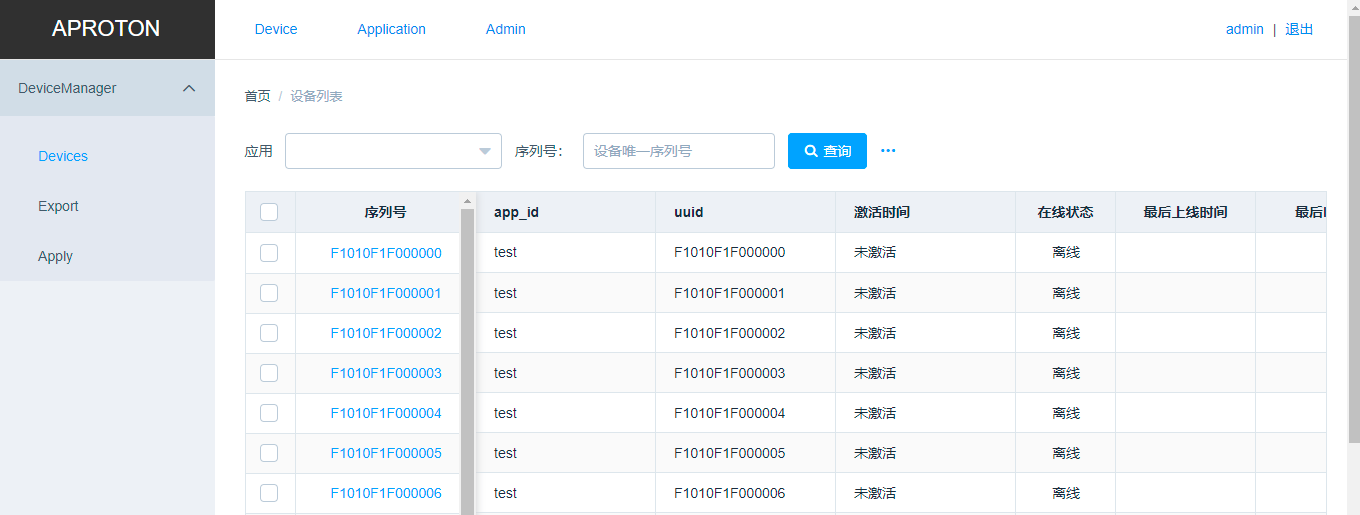 APROTON
Device Application Admin admin | 退出
DeviceManager
Devices
Export
Apply
首页 / 设备列表
应用 序列号: 设备唯一序列号 查询 •••
序列号 app_id uuid 激活时间 在线状态 最后上线时间 最后
F1010F1F000000 test F1010F1F000000 未激活 离线
F1010F1F000001 test F1010F1F000001 未激活 离线
F1010F1F000002 test F1010F1F000002 未激活 离线
F1010F1F000003 test F1010F1F000003 未激活 离线
F1010F1F000004 test F1010F1F000004 未激活 离线
F1010F1F000005 test F1010F1F000005 未激活 离线
F1010F1F000006 test F1010F1F000006 未激活 离线